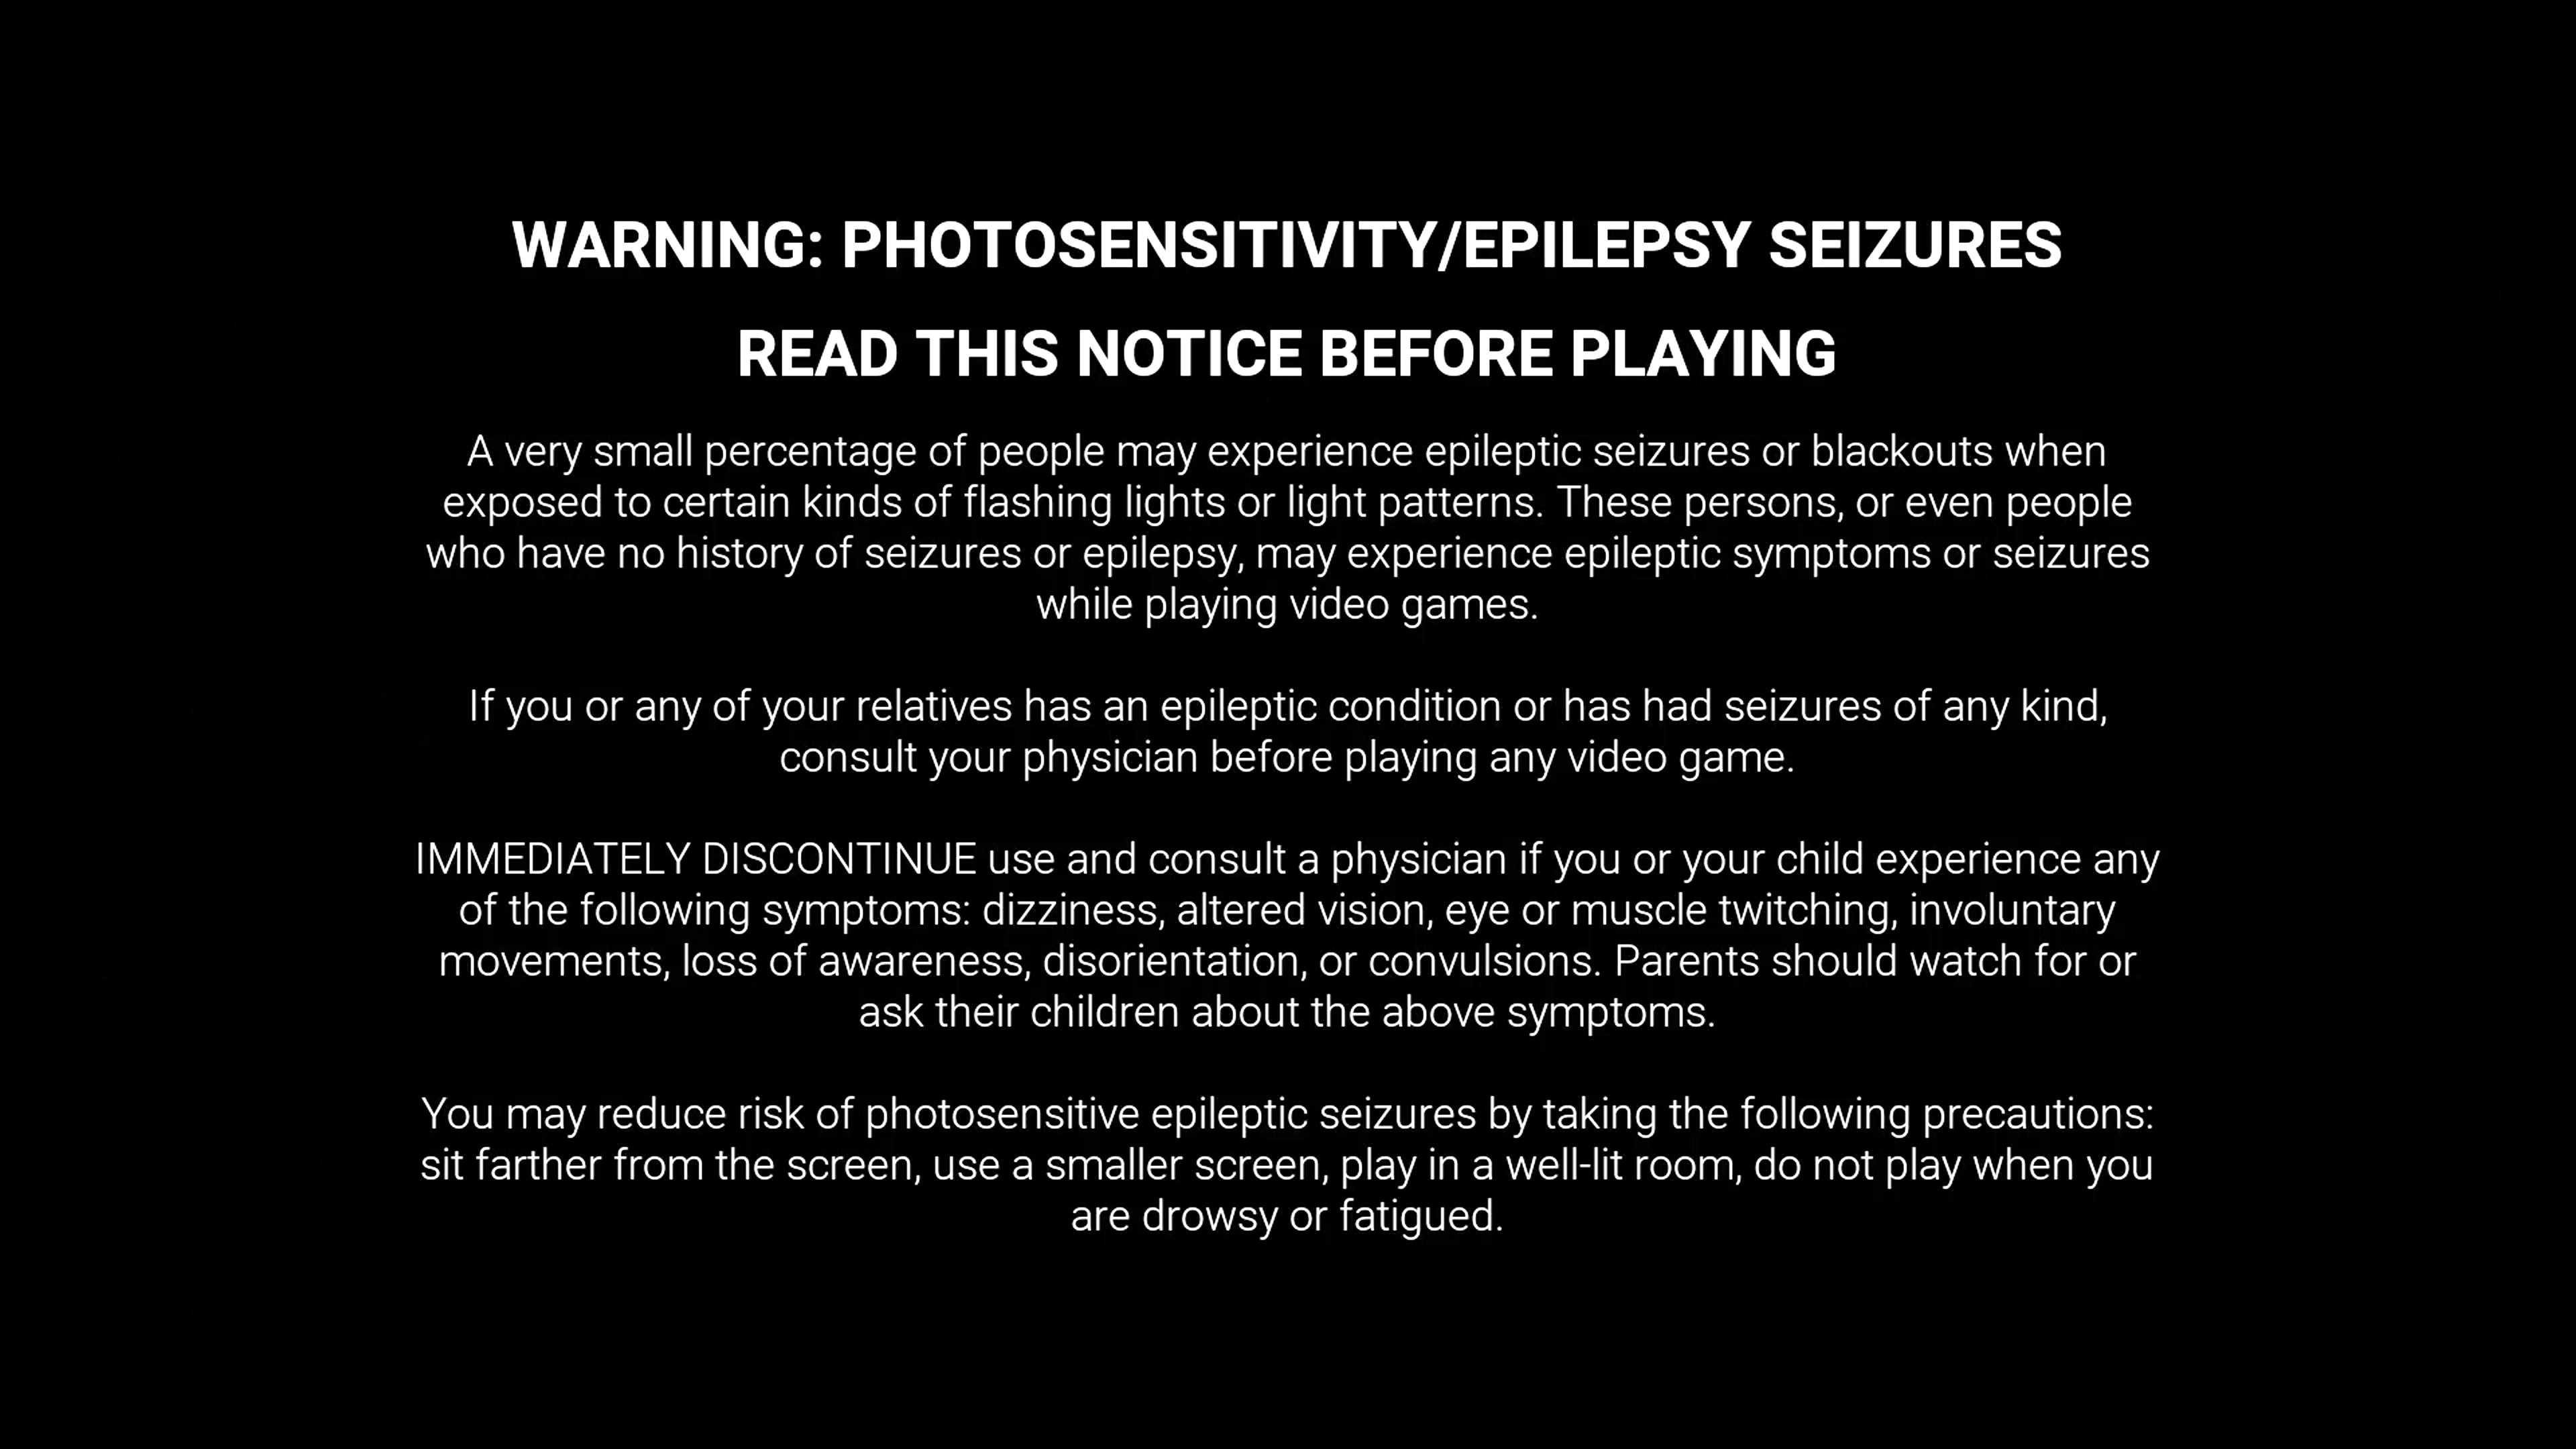 WARNING: PHOTOSENSITIVITY/EPILEPSY SEIZURES
READ THIS NOTICE BEFORE PLAYING
A very small percentage of people may experience epileptic seizures or blackouts when
exposed to certain kinds of flashing lights or light patterns. These persons, or even people
who have no history of seizures or epilepsy, may experience epileptic symptoms or seizures
while playing video games.
If you or any of your relatives has an epileptic condition or has had seizures of any kind,
consult your physician before playing any video game.
IMMEDIATELY DISCONTINUE use and consult a physician if you or your child experience any
of the following symptoms: dizziness, altered vision, eye or muscle twitching, involuntary
movements, loss of awareness, disorientation, or convulsions. Parents should watch for or
ask their children about the above symptoms.
You may reduce risk of photosensitive epileptic seizures by taking the following precautions:
sit farther from the screen, use a smaller screen, play in a well-lit room, do not play when you
are drowsy or fatigued.